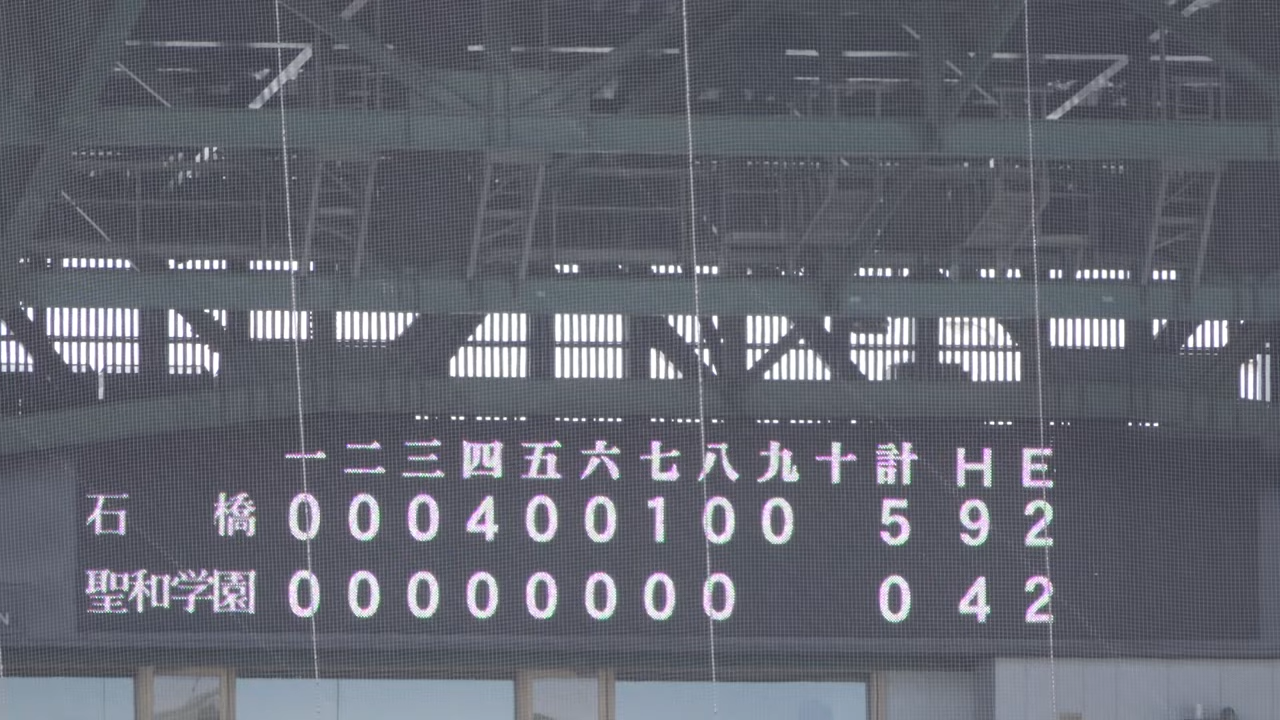 一 二 三 四 五 六 七 八 九 十 計 H E
石橋 0 0 0 4 0 0 1 0 0 5 9 2
聖和学園 0 0 0 0 0 0 0 0 0 4 2